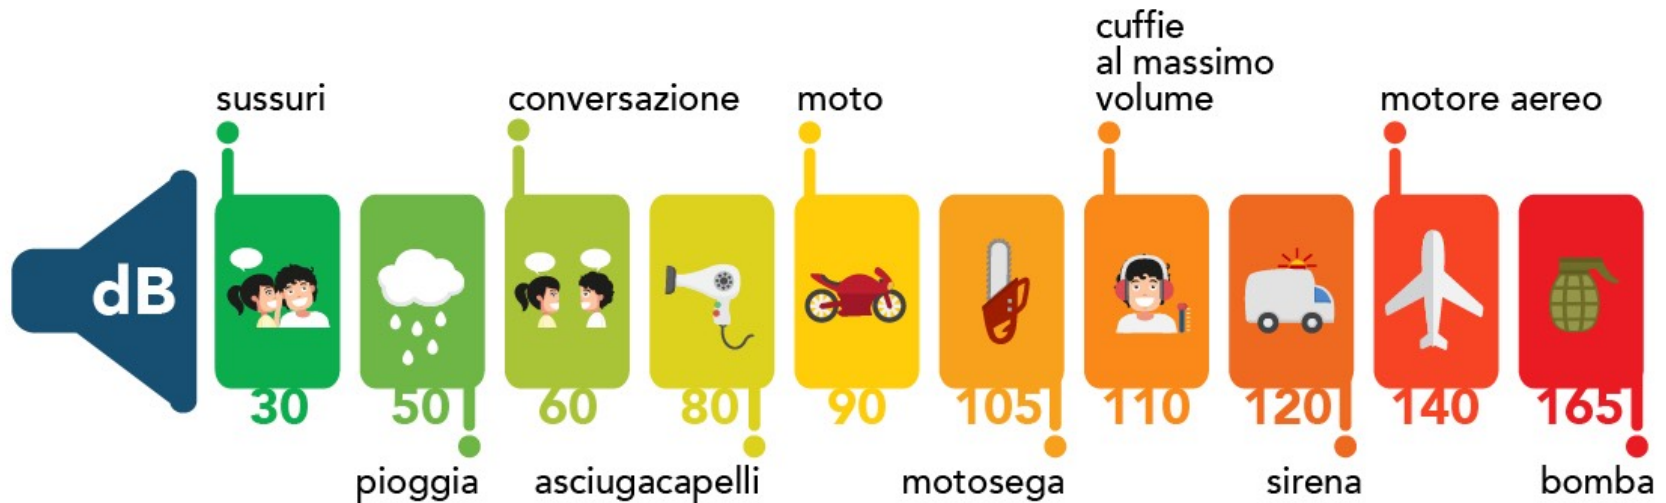 cuffie
al massimo
volume
sussuri
conversazione
moto
motore aereo
dB
30
50
60
80
90
105
110
120
140
165
pioggia
asciugacapelli
motosega
sirena
bomba